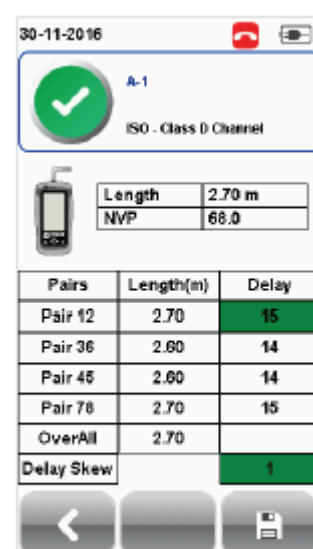 30-11-2016
A-1
ISO - Class D Channel
Length 2.70 m
NVP 68.0
Pairs Length(m) Delay
Pair 12 2.70 15
Pair 36 2.60 14
Pair 45 2.60 14
Pair 78 2.70 15
OverAll 2.70
Delay Skew 1